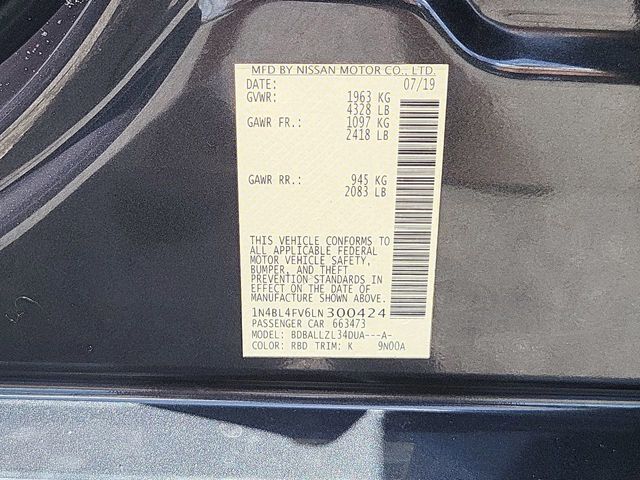 MFD BY NISSAN MOTOR CO., LTD.
DATE: 07/19
GVWR: 1963 KG
4328 LB
GAWR FR.: 1097 KG
2418 LB
GAWR RR.: 945 KG
2083 LB
THIS VEHICLE CONFORMS TO
ALL APPLICABLE FEDERAL
MOTOR VEHICLE SAFETY,
BUMPER, AND THEFT
PREVENTION STANDARDS IN
EFFECT ON THE DATE OF
MANUFACTURE SHOWN ABOVE.
1N4BL4FV6LN300424
PASSENGER CAR 663473
MODEL: BDBALLZL34DUA---A-
COLOR: RBD TRIM: K 9N00A